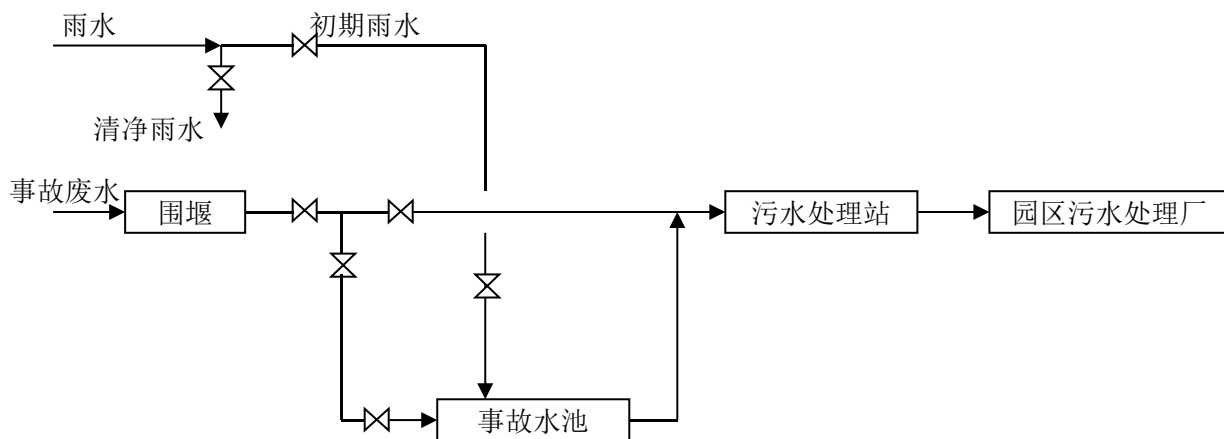 雨水
初期雨水
清净雨水
事故废水
围堰
污水处理站
园区污水处理厂
事故水池